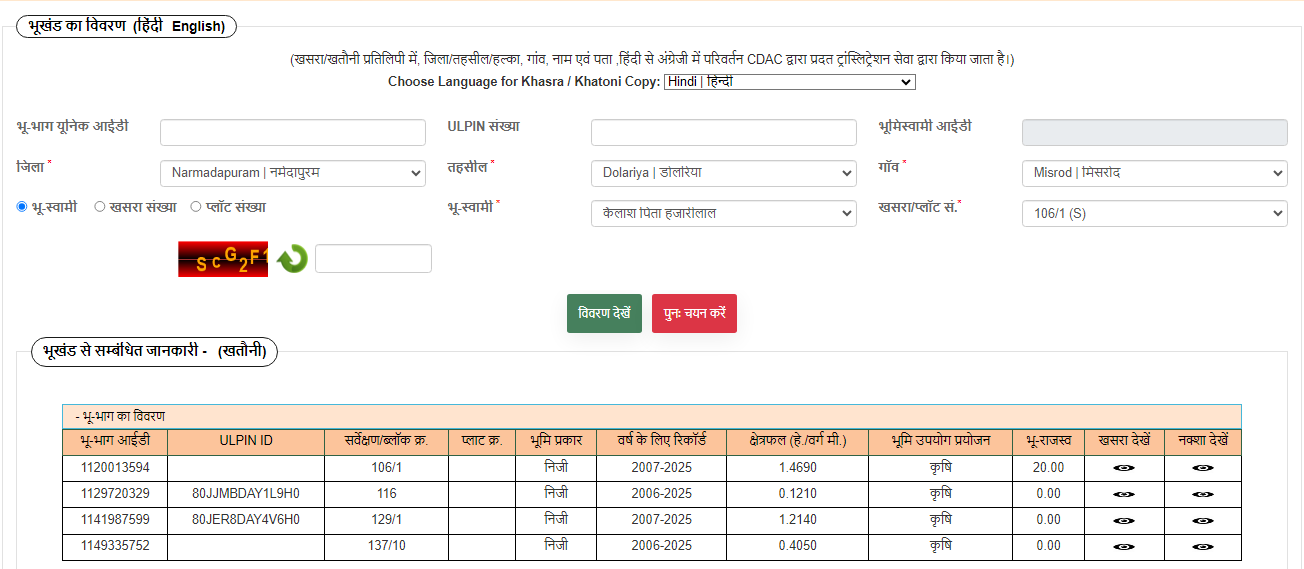 भूखंड का विवरण (हिंदी English)
(खसरा/खतौनी प्रतिलिपी में, जिला/तहसील/हल्का, गांव, नाम एवं पता ,हिंदी से अंग्रेजी में परिवर्तन CDAC द्वारा प्रदत ट्रांस्लिट्रेशन सेवा द्वारा किया जाता है।)
Choose Language for Khasra / Khatoni Copy: Hindi | हिन्दी
भू-भाग यूनिक आईडी ULPIN संख्या भूमिस्वामी आईडी
जिला * Narmadapuram | नर्मदापुरम तहसील * Dolariya | डोलरिया गाँव * Misrod | मिसरोद
भू-स्वामी खसरा संख्या प्लॉट संख्या भू-स्वामी * कैलाश पिता हजारीलाल खसरा/प्लॉट सं.* 106/1 (S)
ScG2F1
विवरण देखें पुनः चयन करें
भूखंड से सम्बंधित जानकारी - (खतौनी)
- भू-भाग का विवरण
भू-भाग आईडी ULPIN ID सर्वेक्षण/ब्लॉक क्र. प्लाट क्र. भूमि प्रकार वर्ष के लिए रिकॉर्ड क्षेत्रफल (हे./वर्ग मी.) भूमि उपयोग प्रयोजन भू-राजस्व खसरा देखें नक्शा देखें
1120013594 106/1 निजी 2007-2025 1.4690 कृषि 20.00
1129720329 80JJMBDAY1L9H0 116 निजी 2006-2025 0.1210 कृषि 0.00
1141987599 80JER8DAY4V6H0 129/1 निजी 2007-2025 1.2140 कृषि 0.00
1149335752 137/10 निजी 2006-2025 0.4050 कृषि 0.00